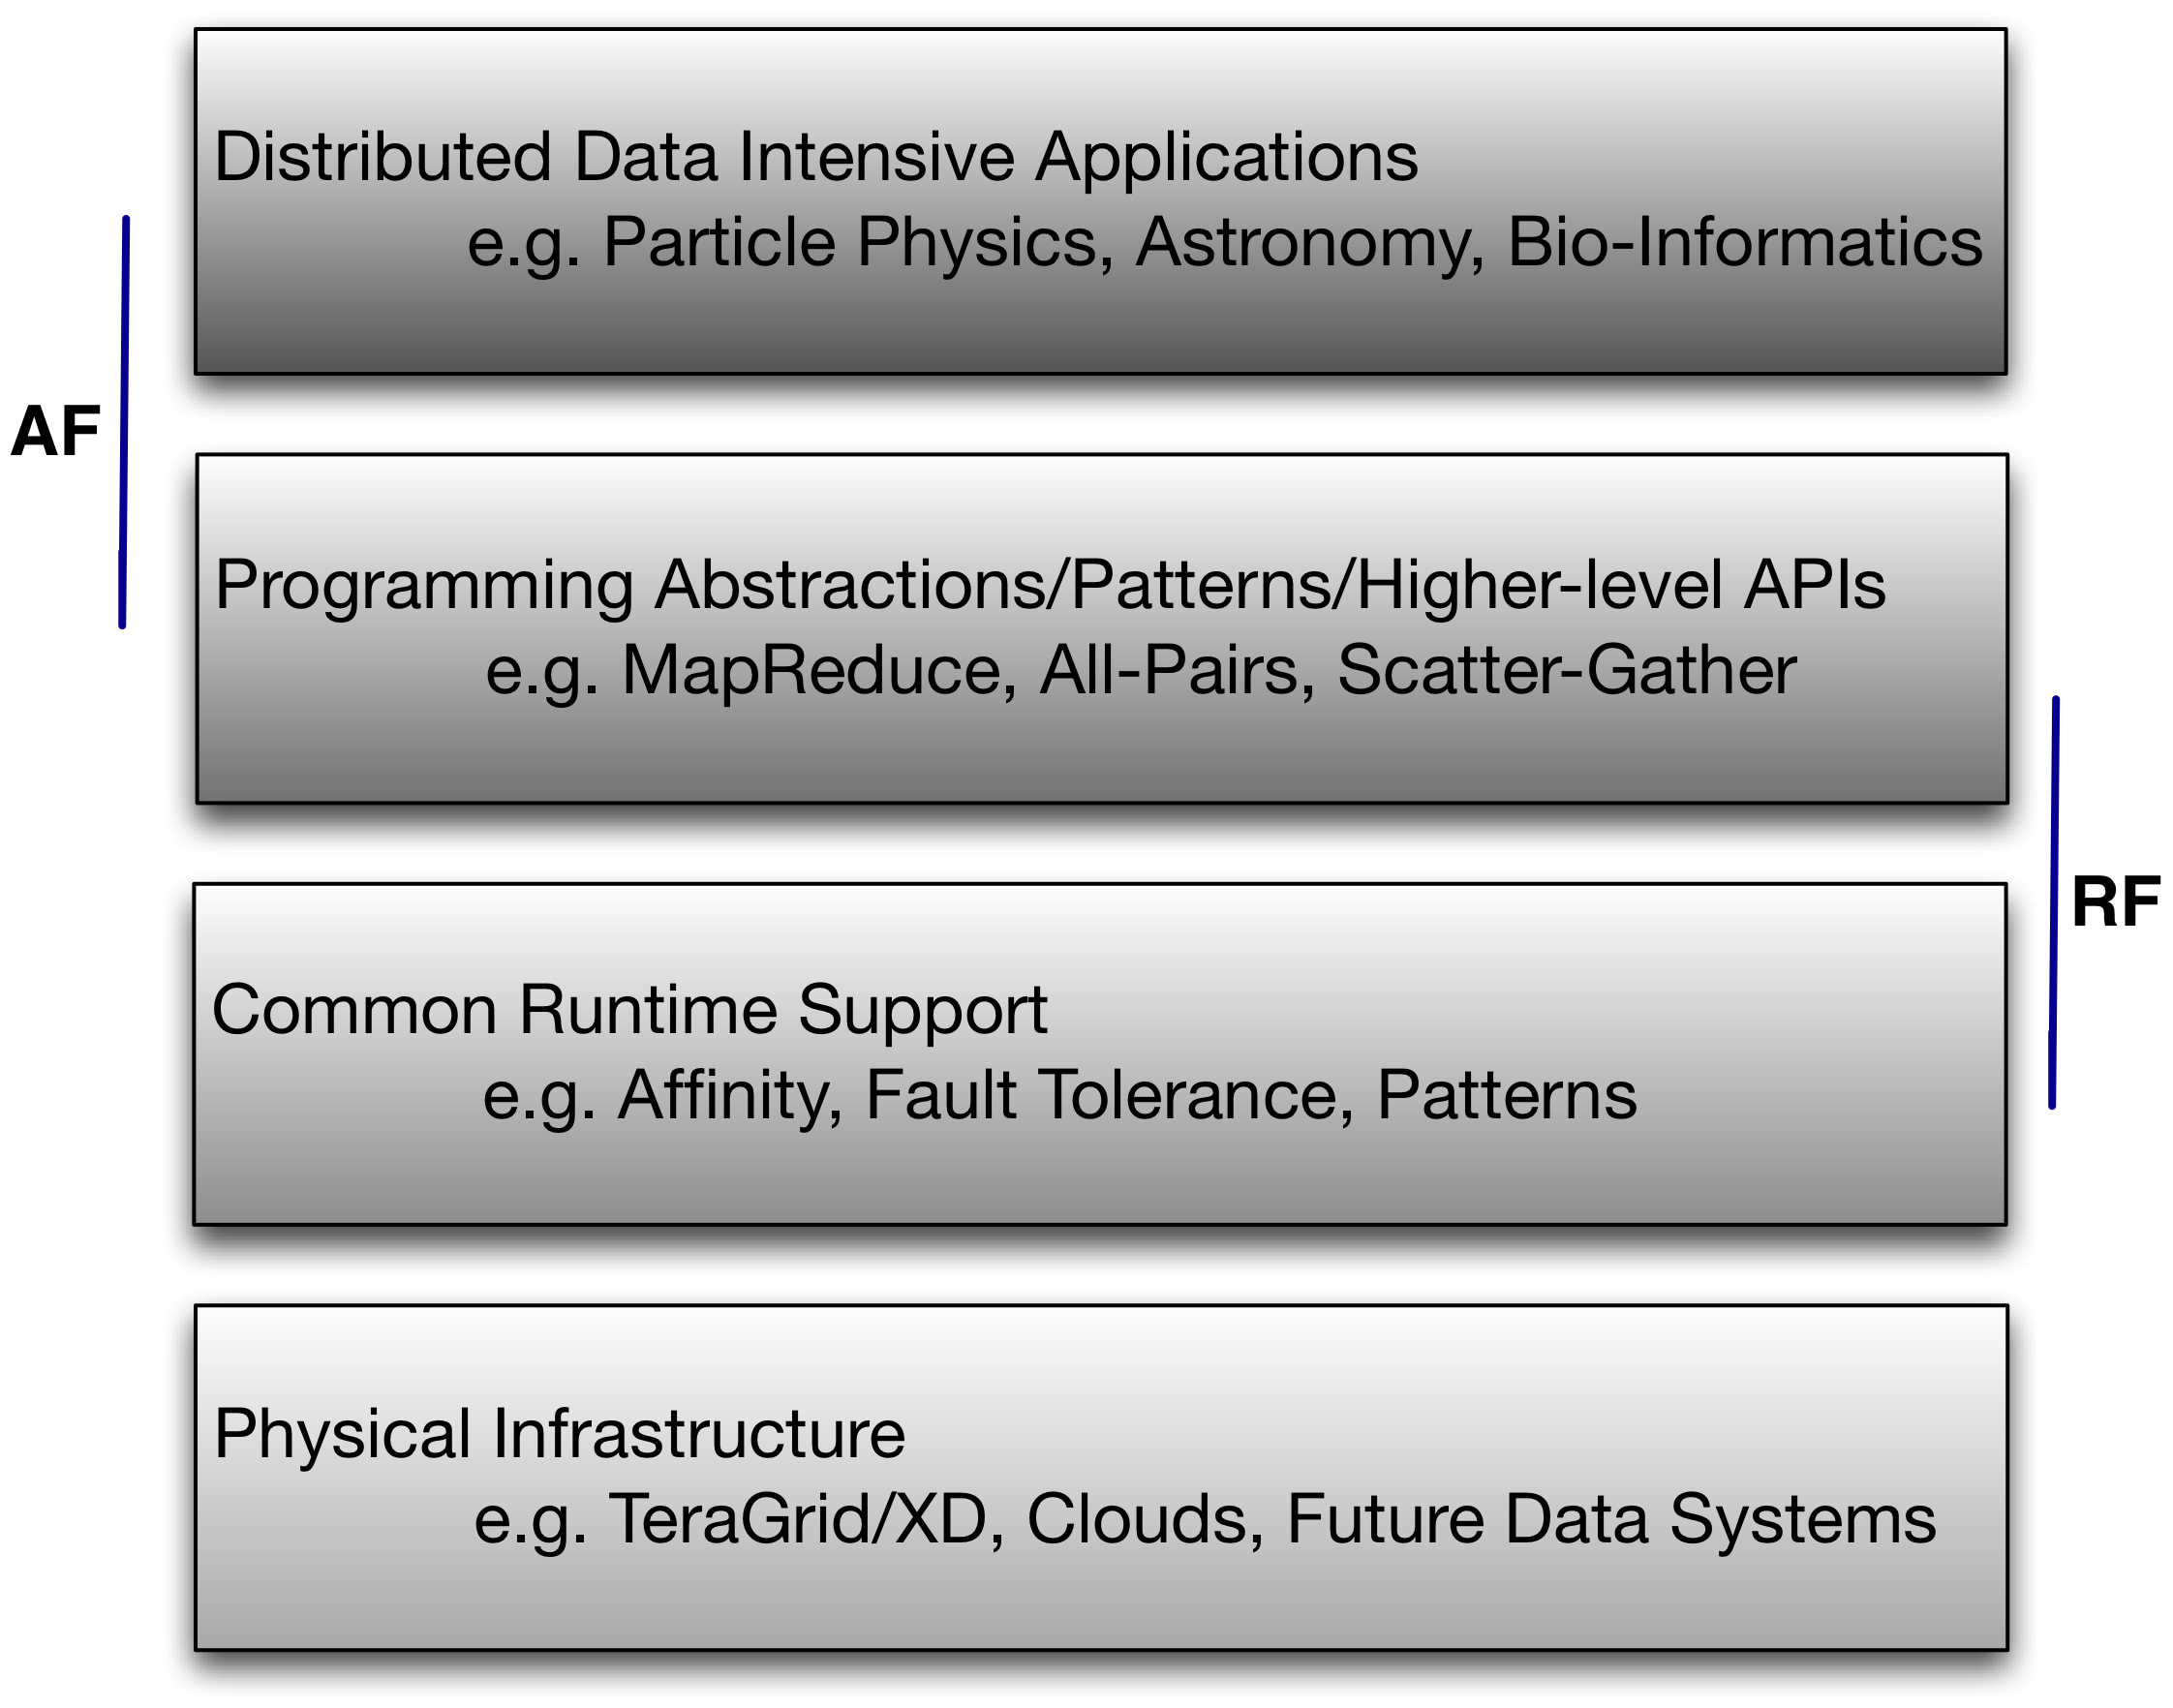 Distributed Data Intensive Applications
e.g. Particle Physics, Astronomy, Bio-Informatics
AF
Programming Abstractions/Patterns/Higher-level APIs
e.g. MapReduce, All-Pairs, Scatter-Gather
RF
Common Runtime Support
e.g. Affinity, Fault Tolerance, Patterns
Physical Infrastructure
e.g. TeraGrid/XD, Clouds, Future Data Systems